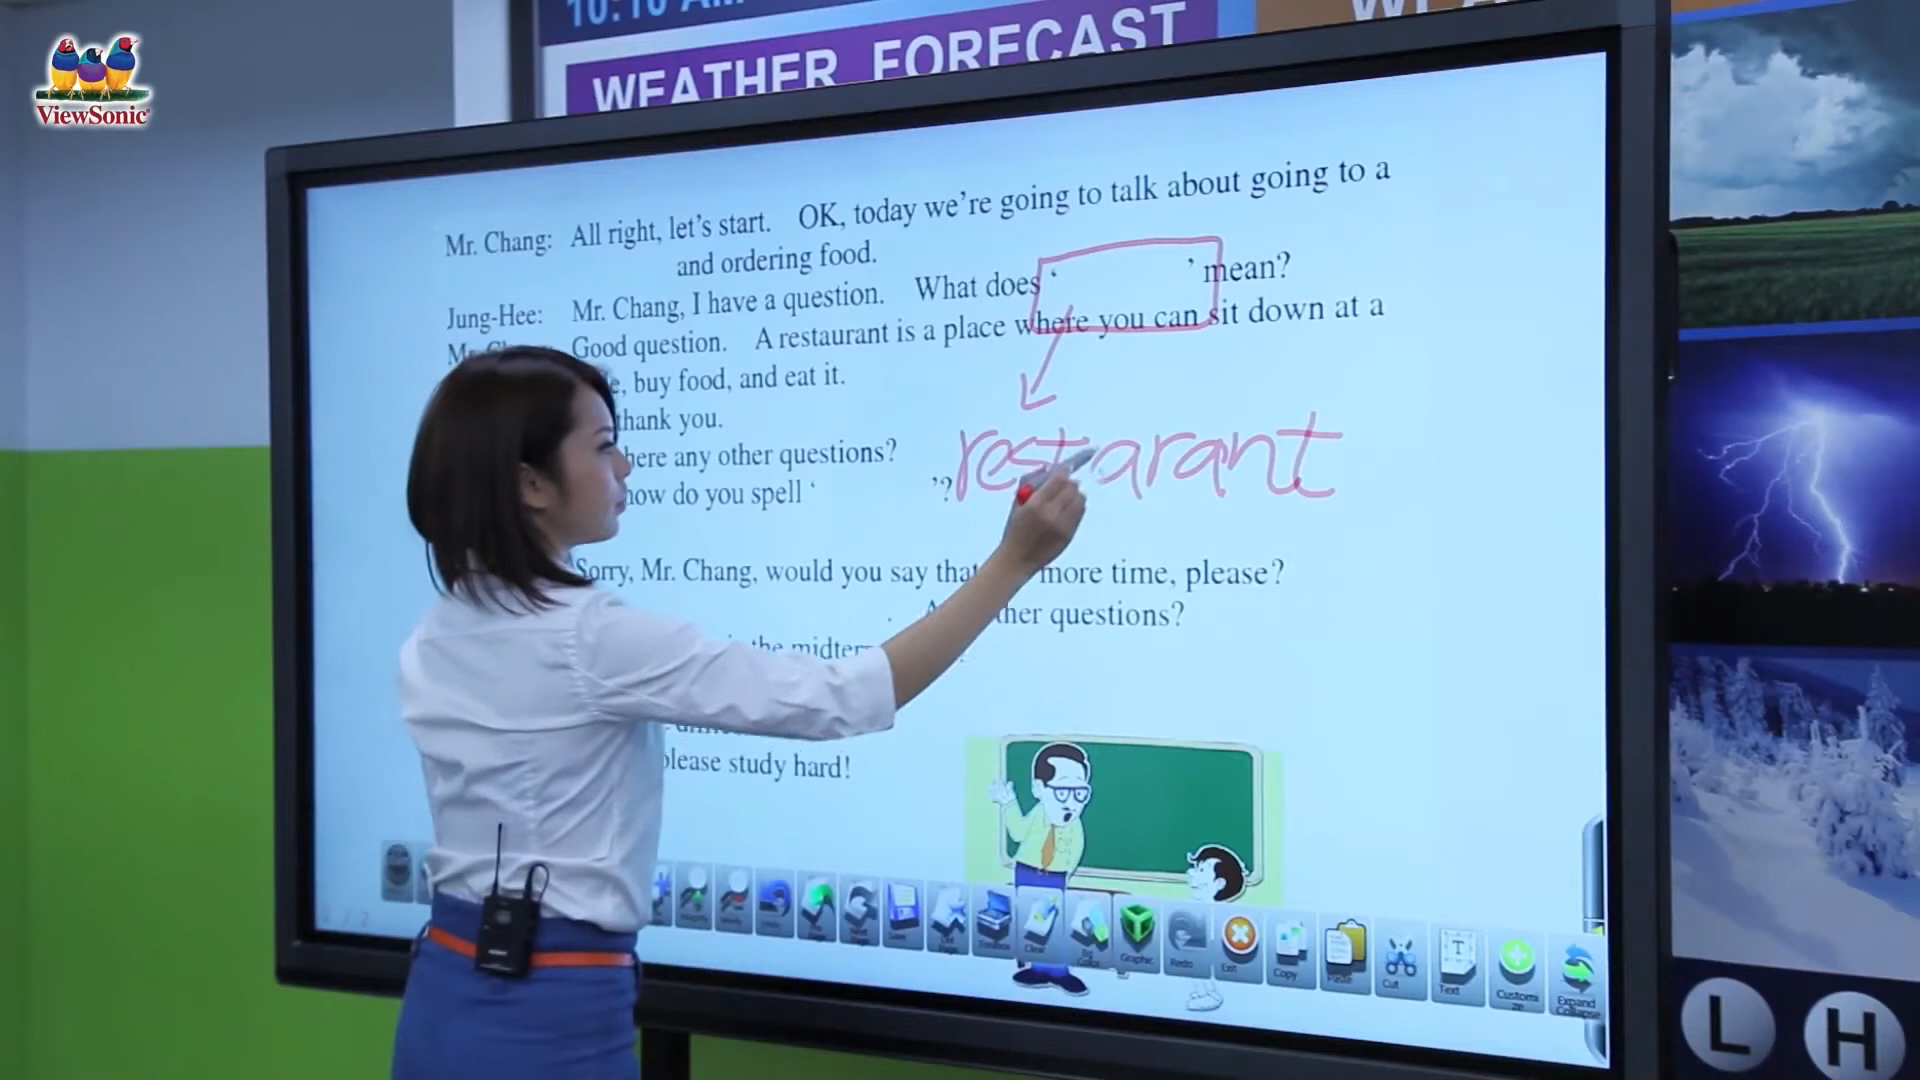 10:10
WEATHER FORECAST
ViewSonic
Mr. Chang: All right, let's start. OK, today we're going to talk about going to a
and ordering food.
Jung-Hee: Mr. Chang, I have a question. What does ' ' mean?
Good question. A restaurant is a place where you can sit down at a
, buy food, and eat it.
thank you.
any other questions?
how do you spell ' '?
restarant
Sorry, Mr. Chang, would you say that more time, please?
questions?
the
please study hard!
Clear
Graphic
Redo
Exit
Copy
Paste
Cut
Text
Customize
Expand
Collapse
L H